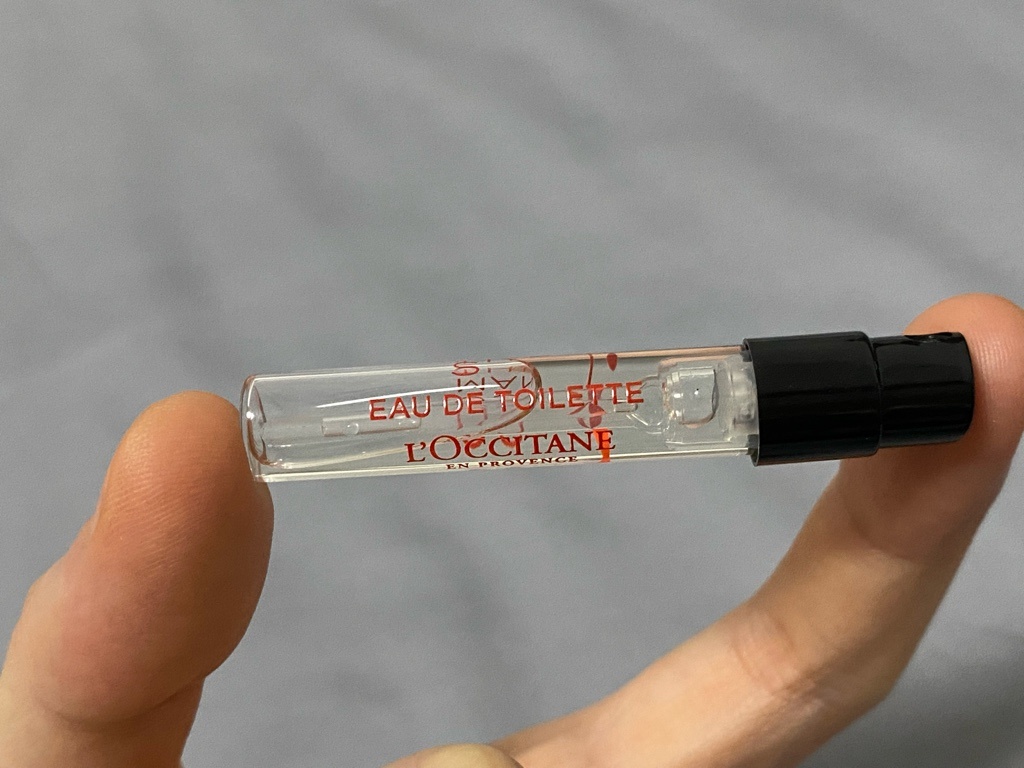 EAU DE TOILETTE
L'OCCITANE
EN PROVENCE